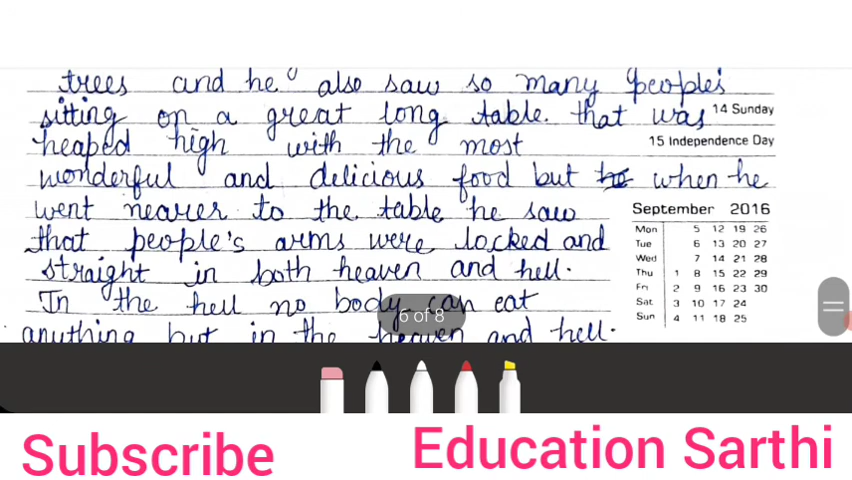 trees and he also saw so many people's
sitting on a great long table. that was
14 Sunday
heaped high with the most
15 Independence Day
wonderful and delicious food but he when he
went nearer to the table he saw
that people's arms were locked and
straight in both heaven and hell.
In the hell no body can eat
anything but in the heaven and hell.
September 2016
Mon 5 12 19 26
Tue 6 13 20 27
Wed 7 14 21 28
Thu 1 8 15 22 29
Fri 2 9 16 23 30
Sat 3 10 17 24
Sun 4 11 18 25
6 of 8
Subscribe
Education Sarthi